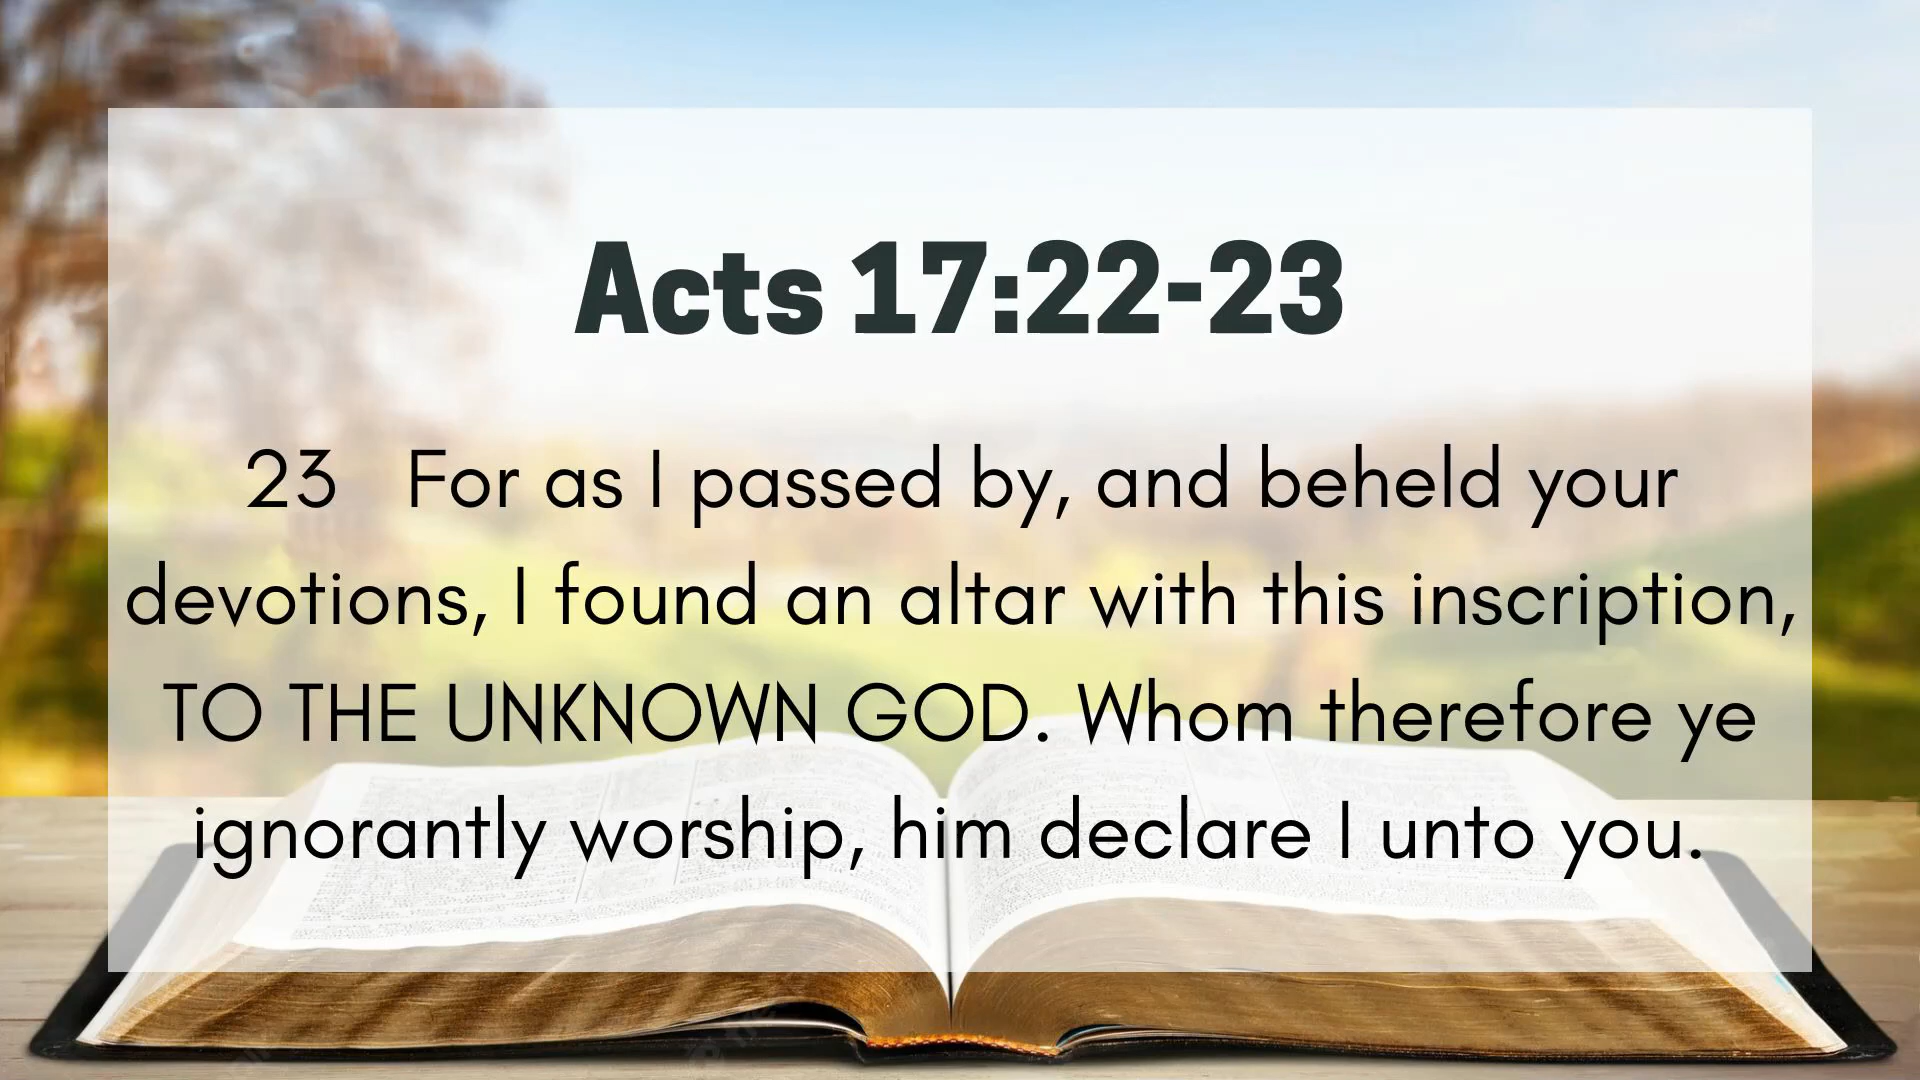 Acts 17:22-23
23 For as I passed by, and beheld your
devotions, I found an altar with this inscription,
TO THE UNKNOWN GOD. Whom therefore ye
ignorantly worship, him declare I unto you.